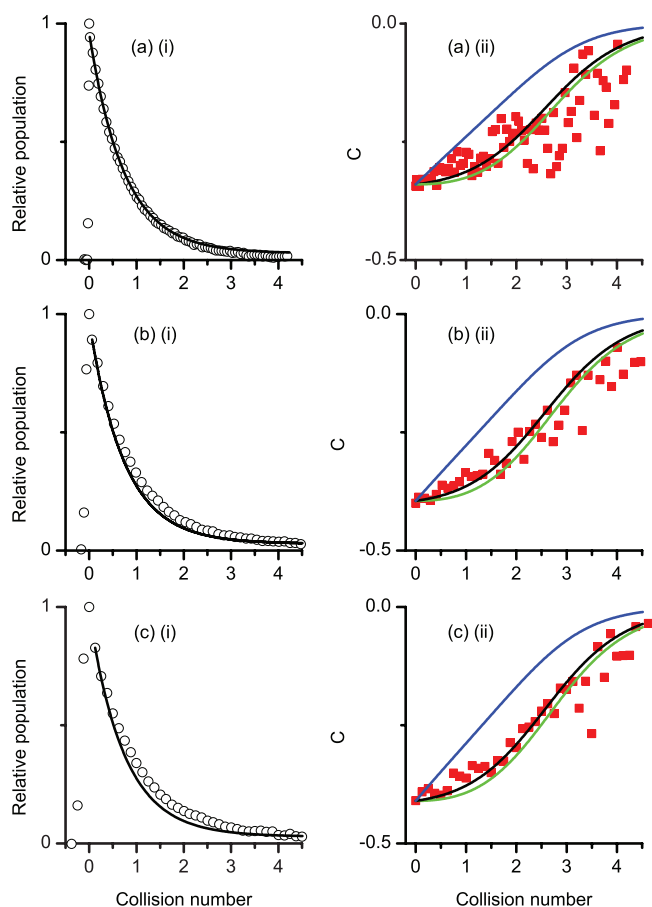 (a) (i)
(a) (ii)
Relative population
C
1
0
0 1 2 3 4
0.0
-0.5
0 1 2 3 4
(b) (i)
(b) (ii)
Relative population
C
1
0
0 1 2 3 4
0.0
-0.5
0 1 2 3 4
(c) (i)
(c) (ii)
Relative population
C
1
0
0 1 2 3 4
0.0
-0.5
0 1 2 3 4
Collision number
Collision number